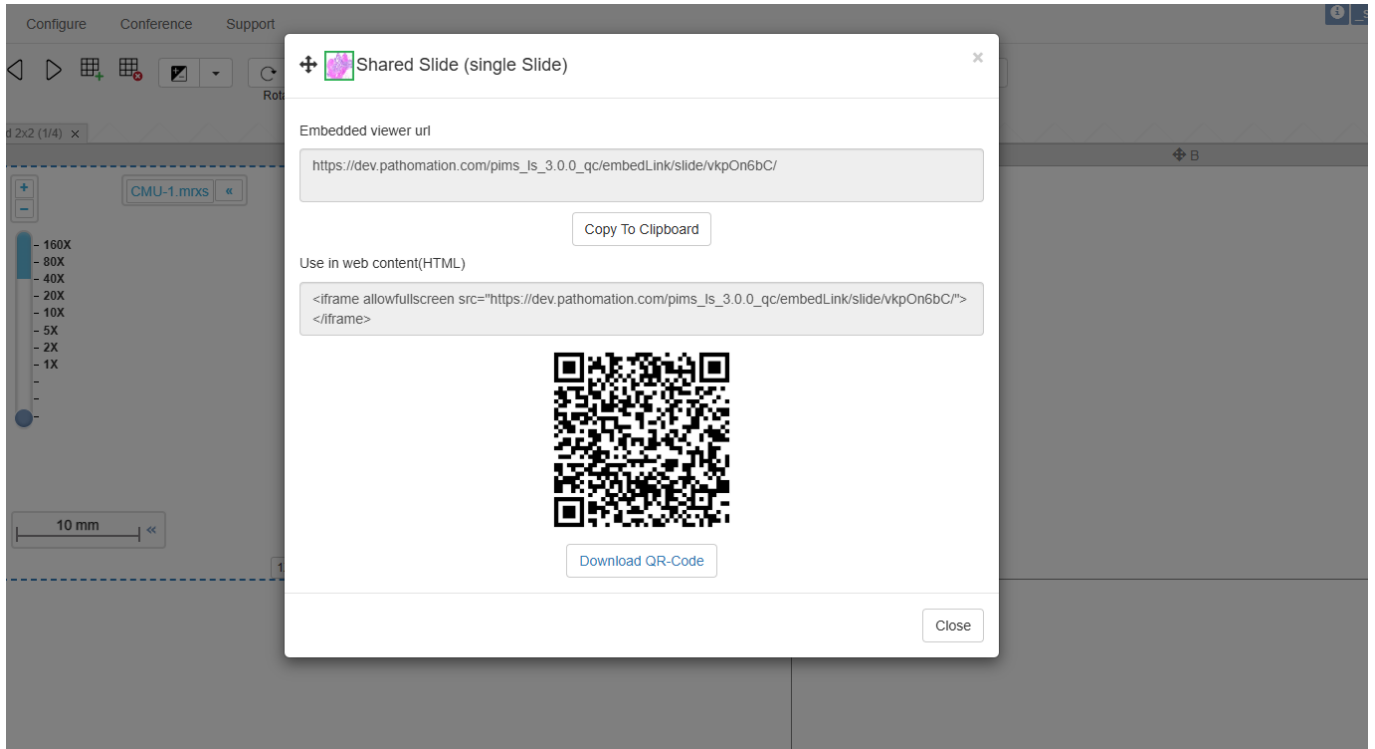 Configure Conference Support
Shared Slide (single Slide)
×
Embedded viewer url
https://dev.pathomation.com/pims_ls_3.0.0_qc/embedLink/slide/vkpOn6bC/
Copy To Clipboard
Use in web content(HTML)
<iframe allowfullscreen src="https://dev.pathomation.com/pims_ls_3.0.0_qc/embedLink/slide/vkpOn6bC/">
</iframe>
Download QR-Code
Close
d 2x2 (1/4) ×
B
+
CMU-1.mrxs «
−
160X
80X
40X
20X
10X
5X
2X
1X
10 mm «
1